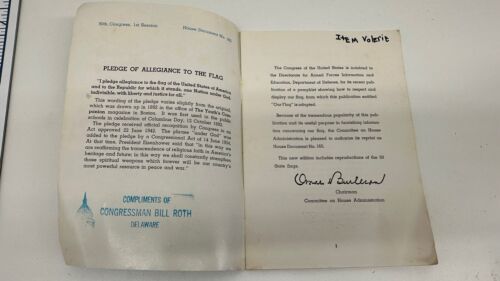 90th Congress, 1st Session
House Document No. 165
PLEDGE OF ALLEGIANCE TO THE FLAG
"I pledge allegiance to the flag of the United States of America
and to the Republic for which it stands, one Nation under God,
indivisible, with liberty and justice for all."
This wording of the pledge varies slightly from the original,
which was drawn up in 1892 in the office of The Youth's Com-
panion magazine in Boston. It was first used in the public
schools in celebration of Columbus Day, 12 October 1892.
The pledge received official recognition by Congress in an
Act approved 22 June 1942. The phrase "under God" was
added to the pledge by a Congressional Act of 14 June 1954.
At that time, President Eisenhower said that "in this way we
are reaffirming the transcendence of religious faith in America's
heritage and future; in this way we shall constantly strengthen
those spiritual weapons which forever will be our country's
most powerful resource in peace and war."
COMPLIMENTS OF
CONGRESSMAN BILL ROTH
DELAWARE
The Congress of the United States is indebted to
the Directorate for Armed Forces Information and
Education, Department of Defense, for its recent pub-
lication of a pamphlet showing how to respect and
display our flag, from which this publication entitled
"Our Flag" is adapted.
Because of the tremendous popularity of this pub-
lication and its useful purpose in furnishing informa-
tion concerning our flag, the Committee on House
Administration is pleased to authorize its reprint as
House Document No. 165.
This new edition includes reproductions of the 50
State flags.
Omar Burleson
Chairman
Committee on House Administration
1